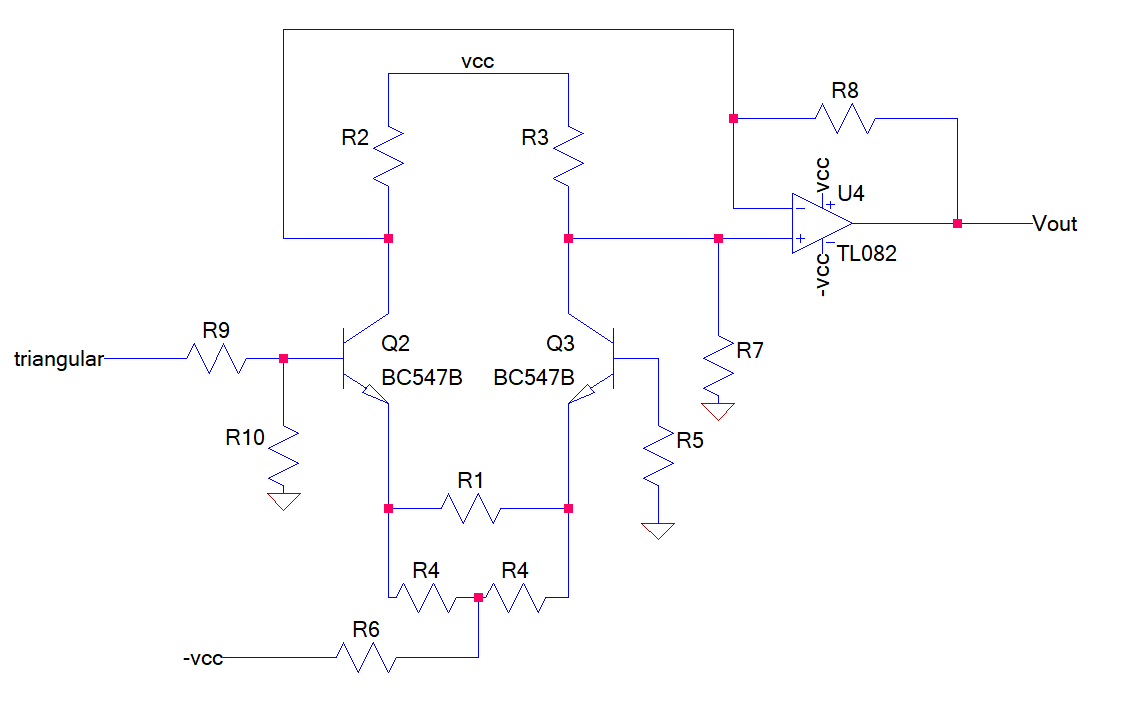 vcc
R8
R2
R3
vcc
U4
Vout
TL082
-vcc
R9
Q2
Q3
R7
triangular
BC547B
BC547B
R10
R5
R1
R4
R4
R6
-vcc